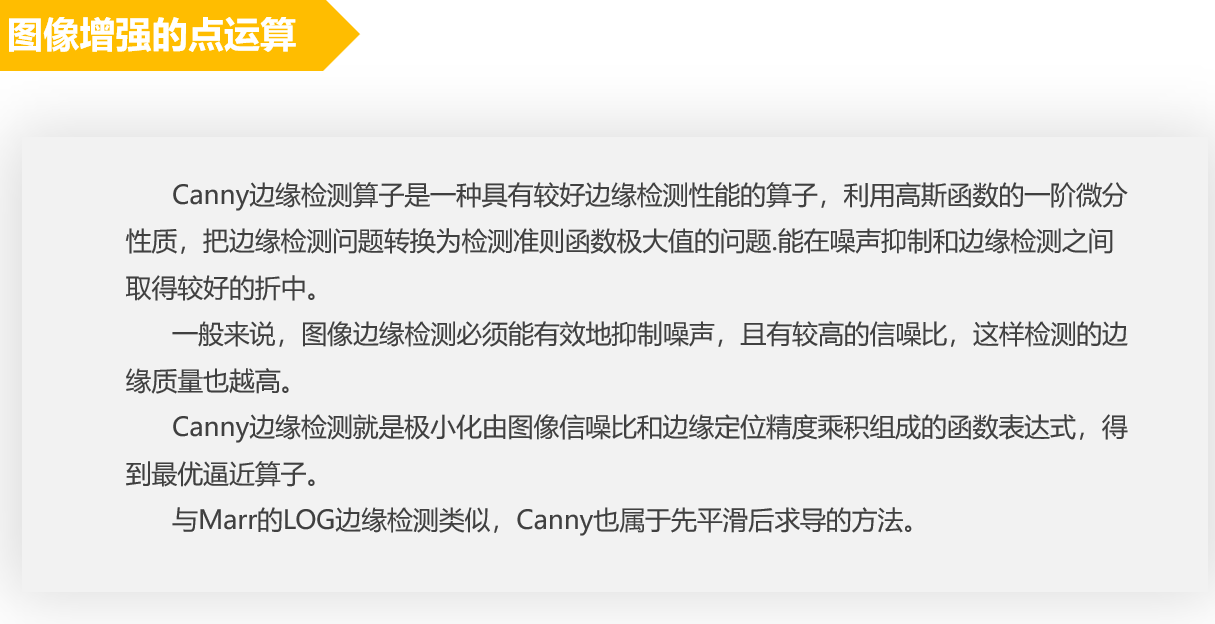 图像增强的点运算
Canny边缘检测算子是一种具有较好边缘检测性能的算子，利用高斯函数的一阶微分
性质，把边缘检测问题转换为检测准则函数极大值的问题.能在噪声抑制和边缘检测之间
取得较好的折中。
一般来说，图像边缘检测必须能有效地抑制噪声，且有较高的信噪比，这样检测的边
缘质量也越高。
Canny边缘检测就是极小化由图像信噪比和边缘定位精度乘积组成的函数表达式，得
到最优逼近算子。
与Marr的LOG边缘检测类似，Canny也属于先平滑后求导的方法。